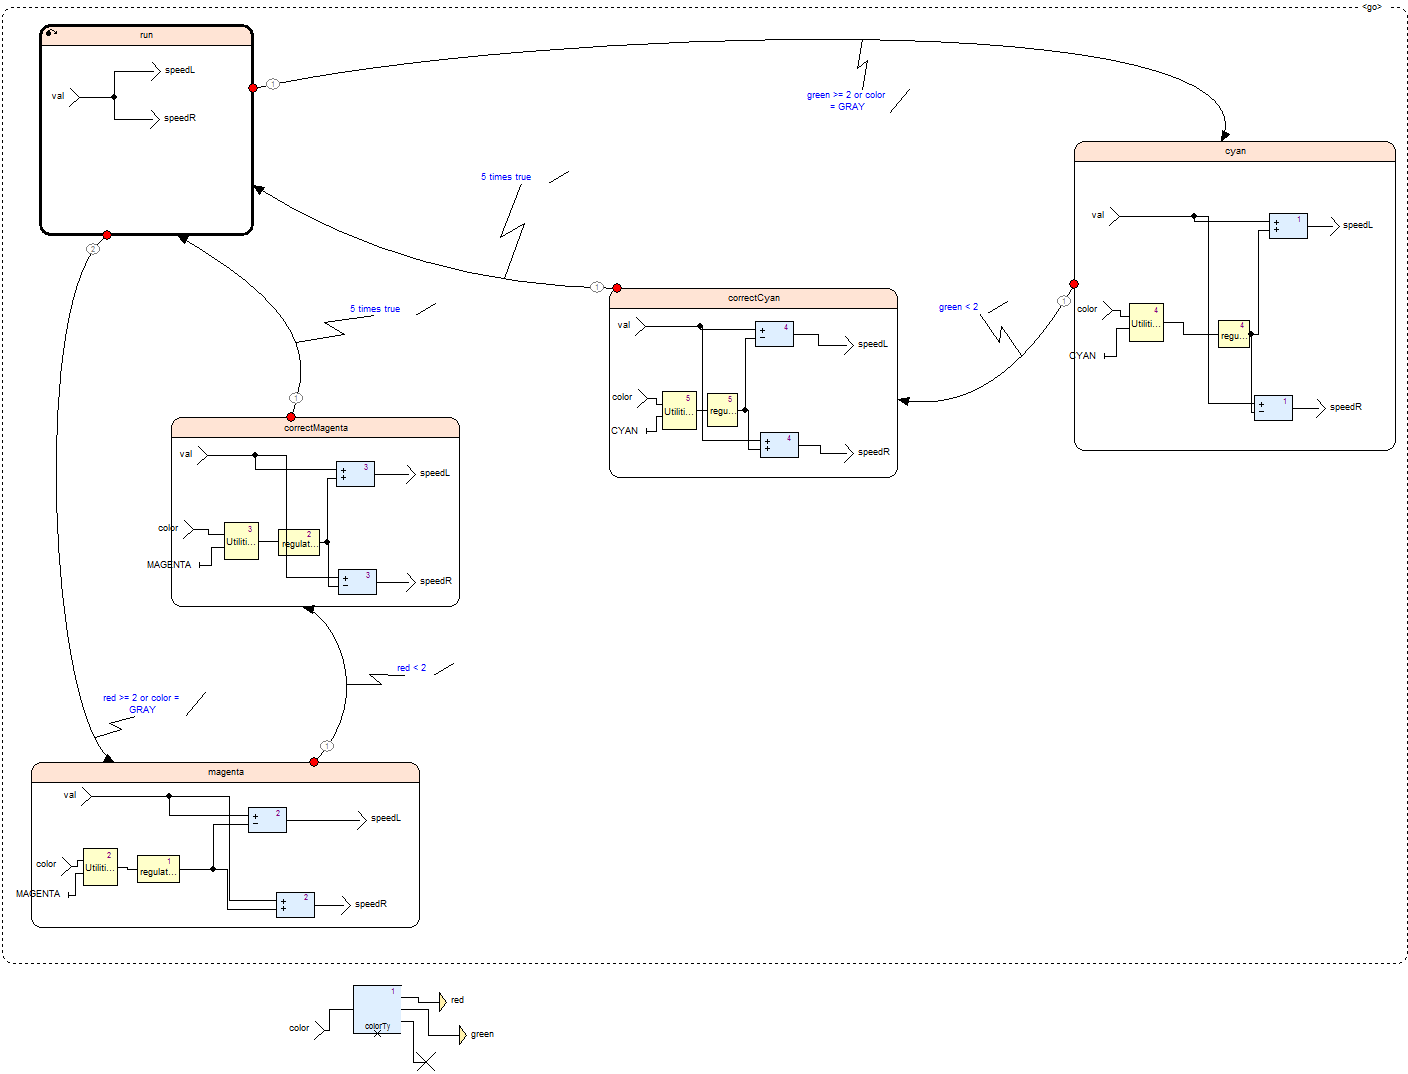 <go>
run
speedL
val
speedR
1
green >= 2 or color
= GRAY
cyan
1
val
+
+
speedL
1
color
4
Utiliti...
4
regu...
CYAN
1
+
−
speedR
5 times true
1
correctCyan
val
4
+
−
speedL
color
5
Utiliti...
5
regu...
CYAN
4
+
+
speedR
green < 2
2
5 times true
1
correctMagenta
val
3
+
+
speedL
color
3
Utiliti...
2
regulat...
MAGENTA
3
+
−
speedR
red < 2
red >= 2 or color =
GRAY
1
magenta
val
2
+
−
speedL
color
2
Utiliti...
1
regulat...
MAGENTA
2
+
+
speedR
1
red
color
colorTy
green